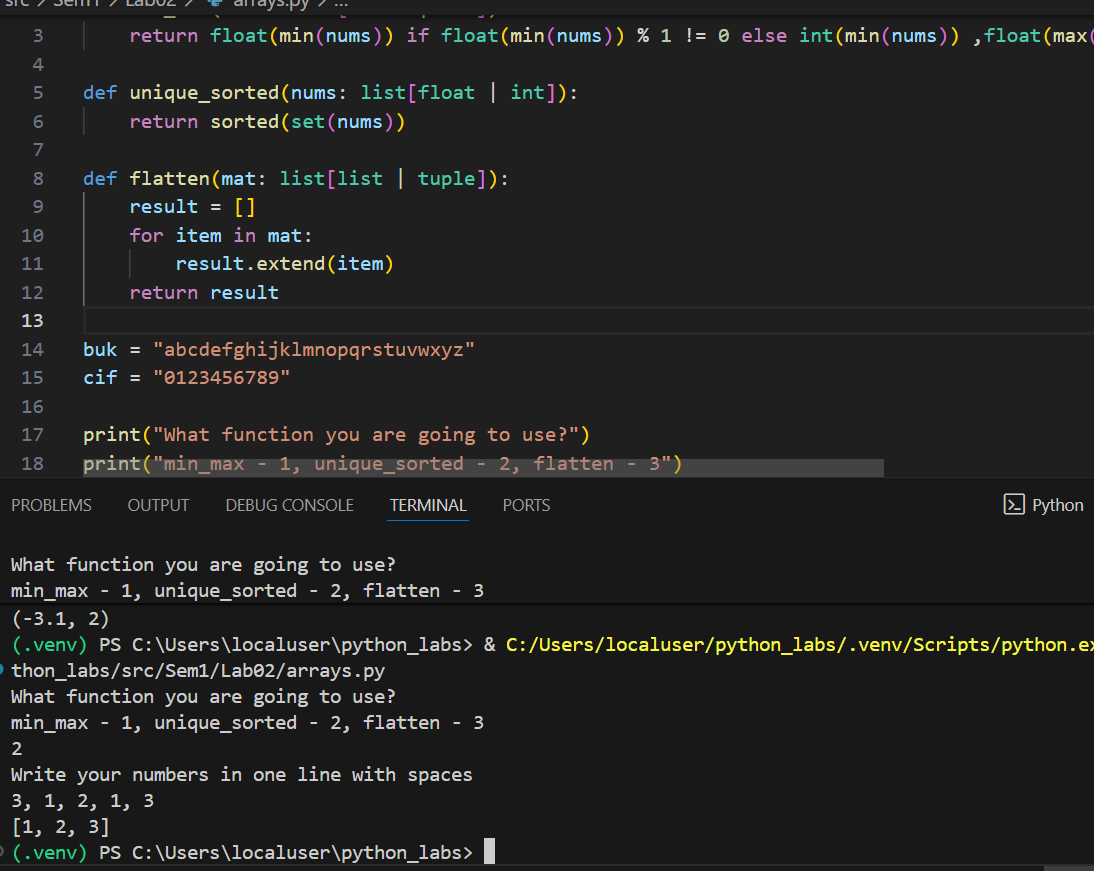 src > Sem1 > Lab02 > arrays.py > ...
3 return float(min(nums)) if float(min(nums)) % 1 != 0 else int(min(nums)) ,float(max(
4
5 def unique_sorted(nums: list[float | int]):
6 return sorted(set(nums))
7
8 def flatten(mat: list[list | tuple]):
9 result = []
10 for item in mat:
11 result.extend(item)
12 return result
13
14 buk = "abcdefghijklmnopqrstuvwxyz"
15 cif = "0123456789"
16
17 print("What function you are going to use?")
18 print("min_max - 1, unique_sorted - 2, flatten - 3")
PROBLEMS OUTPUT DEBUG CONSOLE TERMINAL PORTS Python
What function you are going to use?
min_max - 1, unique_sorted - 2, flatten - 3
(-3.1, 2)
(.venv) PS C:\Users\localuser\python_labs> & C:/Users/localuser/python_labs/.venv/Scripts/python.ex
thon_labs/src/Sem1/Lab02/arrays.py
What function you are going to use?
min_max - 1, unique_sorted - 2, flatten - 3
2
Write your numbers in one line with spaces
3, 1, 2, 1, 3
[1, 2, 3]
(.venv) PS C:\Users\localuser\python_labs>